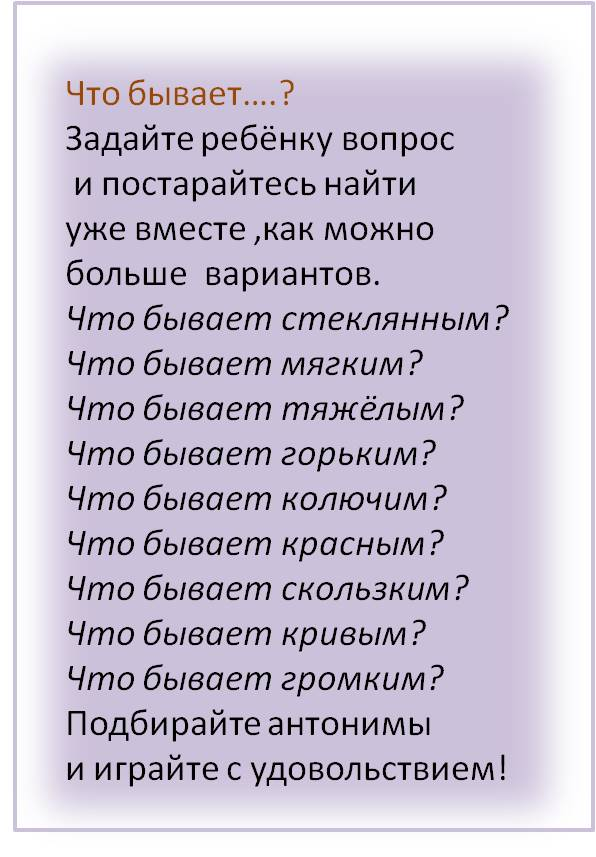 Что бывает....?
Задайте ребёнку вопрос
и постарайтесь найти
уже вместе ,как можно
больше вариантов.
Что бывает стеклянным?
Что бывает мягким?
Что бывает тяжёлым?
Что бывает горьким?
Что бывает колючим?
Что бывает красным?
Что бывает скользким?
Что бывает кривым?
Что бывает громким?
Подбирайте антонимы
и играйте с удовольствием!